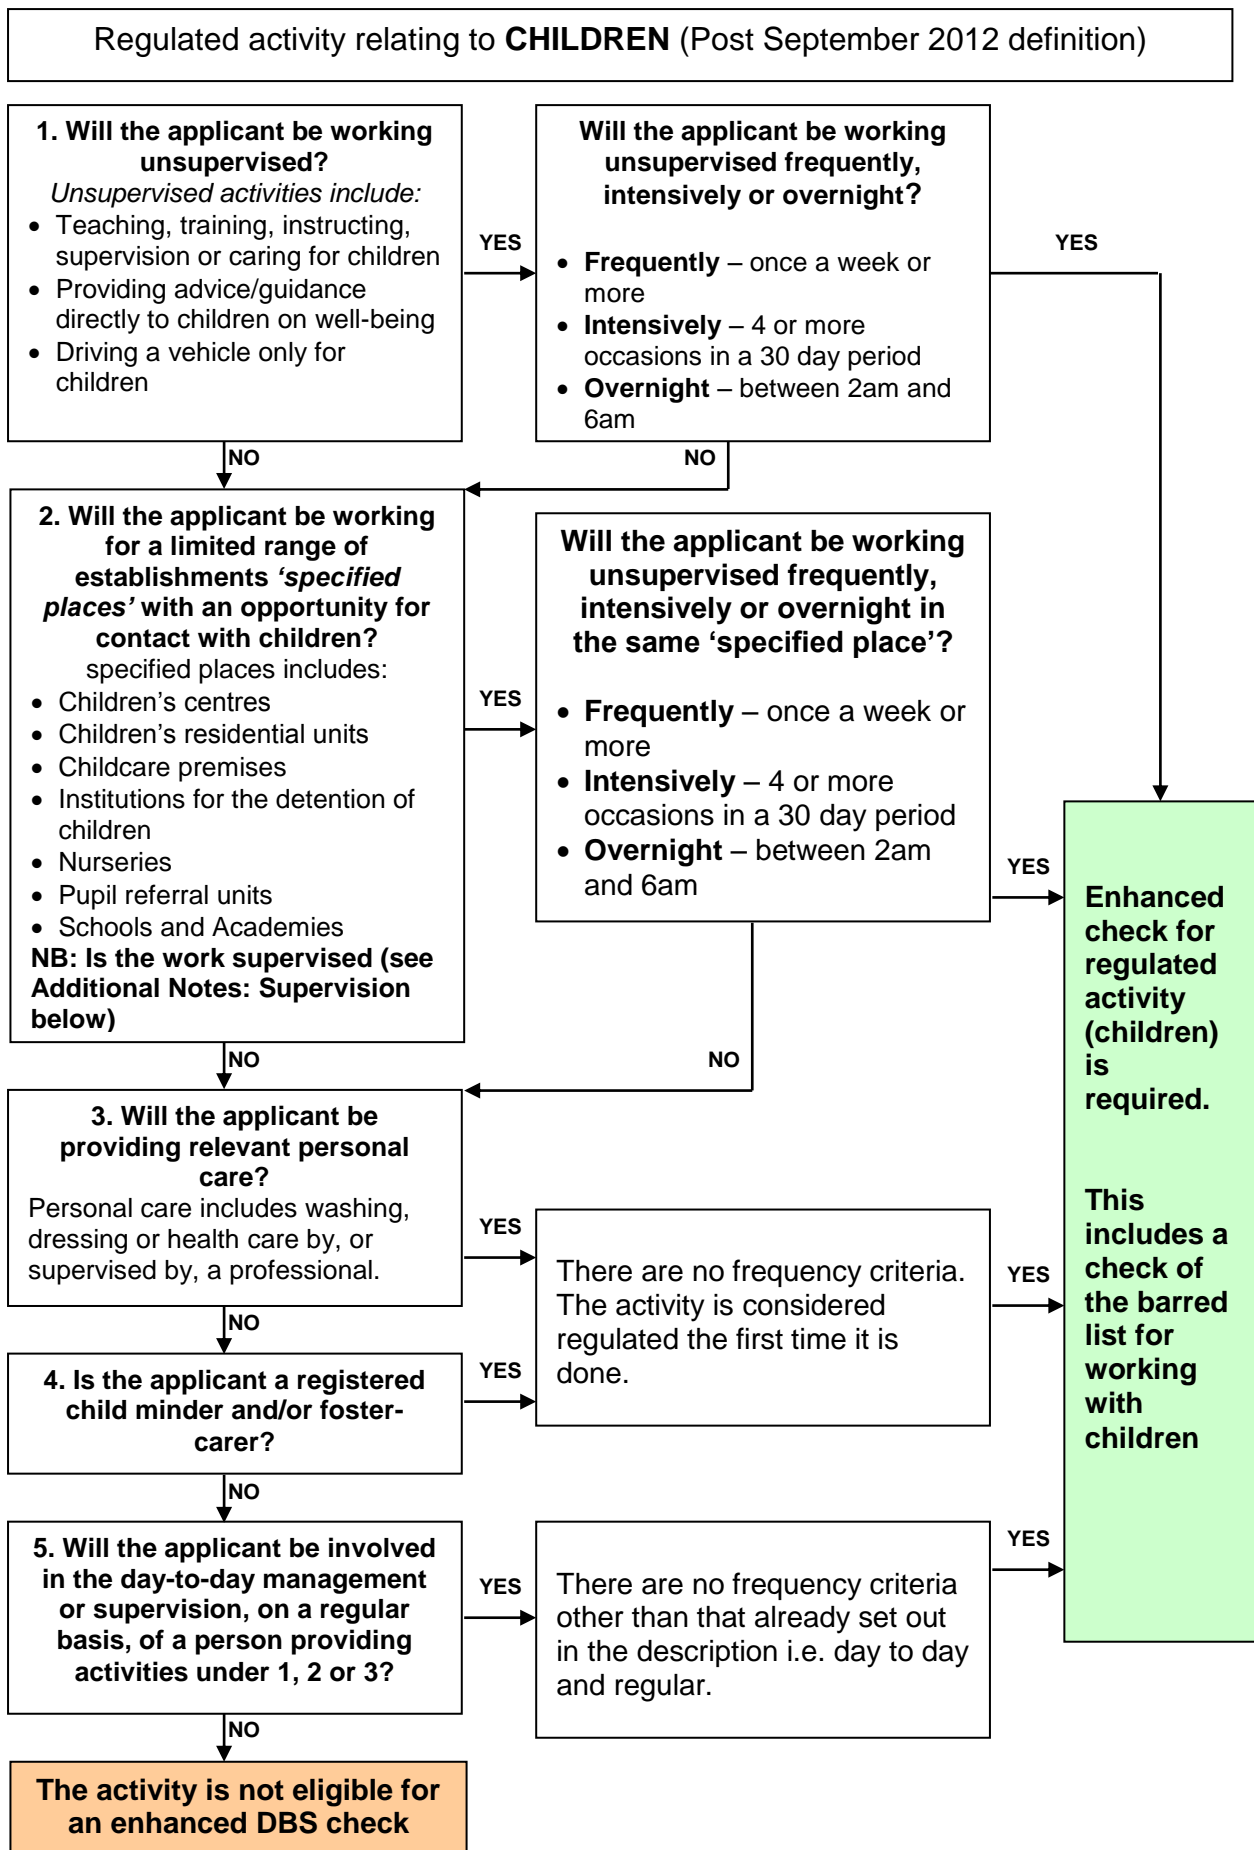 Regulated activity relating to CHILDREN (Post September 2012 definition)
1. Will the applicant be working
unsupervised?
Unsupervised activities include:
• Teaching, training, instructing,
supervision or caring for children
• Providing advice/guidance
directly to children on well-being
• Driving a vehicle only for
children
YES
Will the applicant be working
unsupervised frequently,
intensively or overnight?
• Frequently – once a week or
more
• Intensively – 4 or more
occasions in a 30 day period
• Overnight – between 2am and
6am
YES
NO
NO
2. Will the applicant be working
for a limited range of
establishments ‘specified
places’ with an opportunity for
contact with children?
specified places includes:
• Children’s centres
• Children’s residential units
• Childcare premises
• Institutions for the detention of
children
• Nurseries
• Pupil referral units
• Schools and Academies
NB: Is the work supervised (see
Additional Notes: Supervision
below)
YES
Will the applicant be working
unsupervised frequently,
intensively or overnight in
the same ‘specified place’?
• Frequently – once a week or
more
• Intensively – 4 or more
occasions in a 30 day period
• Overnight – between 2am
and 6am
YES
NO
NO
3. Will the applicant be
providing relevant personal
care?
Personal care includes washing,
dressing or health care by, or
supervised by, a professional.
YES
NO
4. Is the applicant a registered
child minder and/or foster-
carer?
YES
There are no frequency criteria.
The activity is considered
regulated the first time it is
done.
YES
NO
5. Will the applicant be involved
in the day-to-day management
or supervision, on a regular
basis, of a person providing
activities under 1, 2 or 3?
YES
There are no frequency criteria
other than that already set out
in the description i.e. day to day
and regular.
YES
Enhanced
check for
regulated
activity
(children)
is
required.
This
includes a
check of
the barred
list for
working
with
children
NO
The activity is not eligible for
an enhanced DBS check